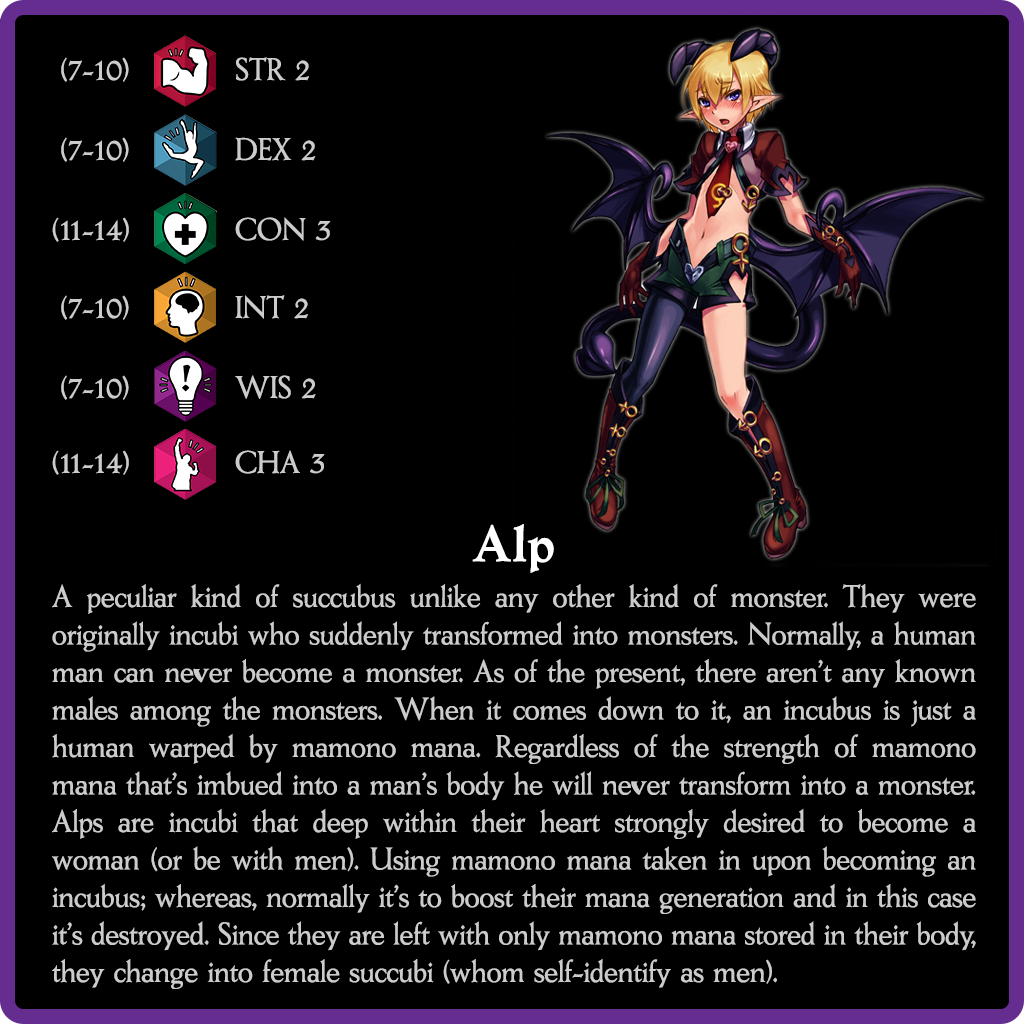 (7-10) STR 2
(7-10) DEX 2
(11-14) CON 3
(7-10) INT 2
(7-10) WIS 2
(11-14) CHA 3
Alp
A peculiar kind of succubus unlike any other kind of monster. They were
originally incubi who suddenly transformed into monsters. Normally, a human
man can never become a monster. As of the present, there aren't any known
males among the monsters. When it comes down to it, an incubus is just a
human warped by mamono mana. Regardless of the strength of mamono
mana that's imbued into a man's body he will never transform into a monster.
Alps are incubi that deep within their heart strongly desired to become a
woman (or be with men). Using mamono mana taken in upon becoming an
incubus; whereas, normally it's to boost their mana generation and in this case
it's destroyed. Since they are left with only mamono mana stored in their body,
they change into female succubi (whom self-identify as men).